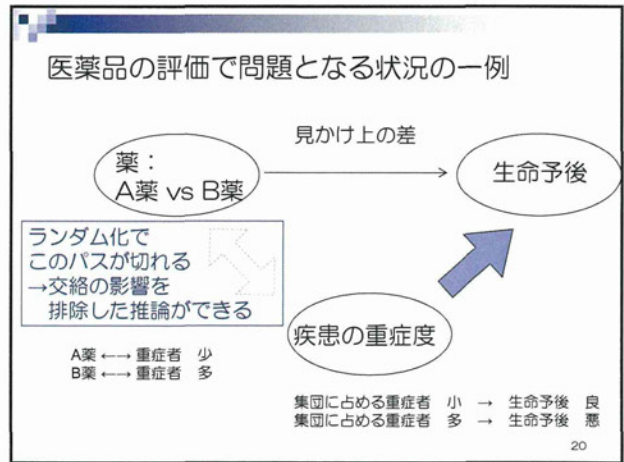 医薬品の評価で問題となる状況の一例
見かけ上の差
薬：
A薬 vs B薬
生命予後
ランダム化で
このパスが切れる
→交絡の影響を
排除した推論ができる
疾患の重症度
A薬 ←→ 重症者 少
B薬 ←→ 重症者 多
集団に占める重症者 小 → 生命予後 良
集団に占める重症者 多 → 生命予後 悪
20